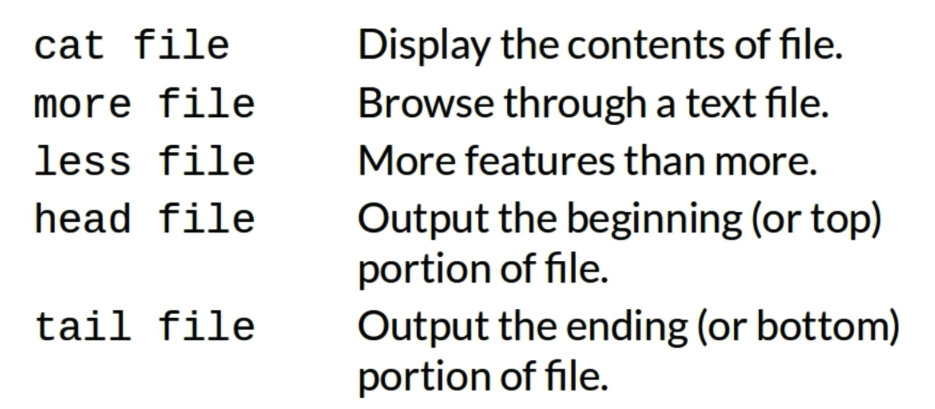 cat file Display the contents of file.
more file Browse through a text file.
less file More features than more.
head file Output the beginning (or top)
portion of file.
tail file Output the ending (or bottom)
portion of file.